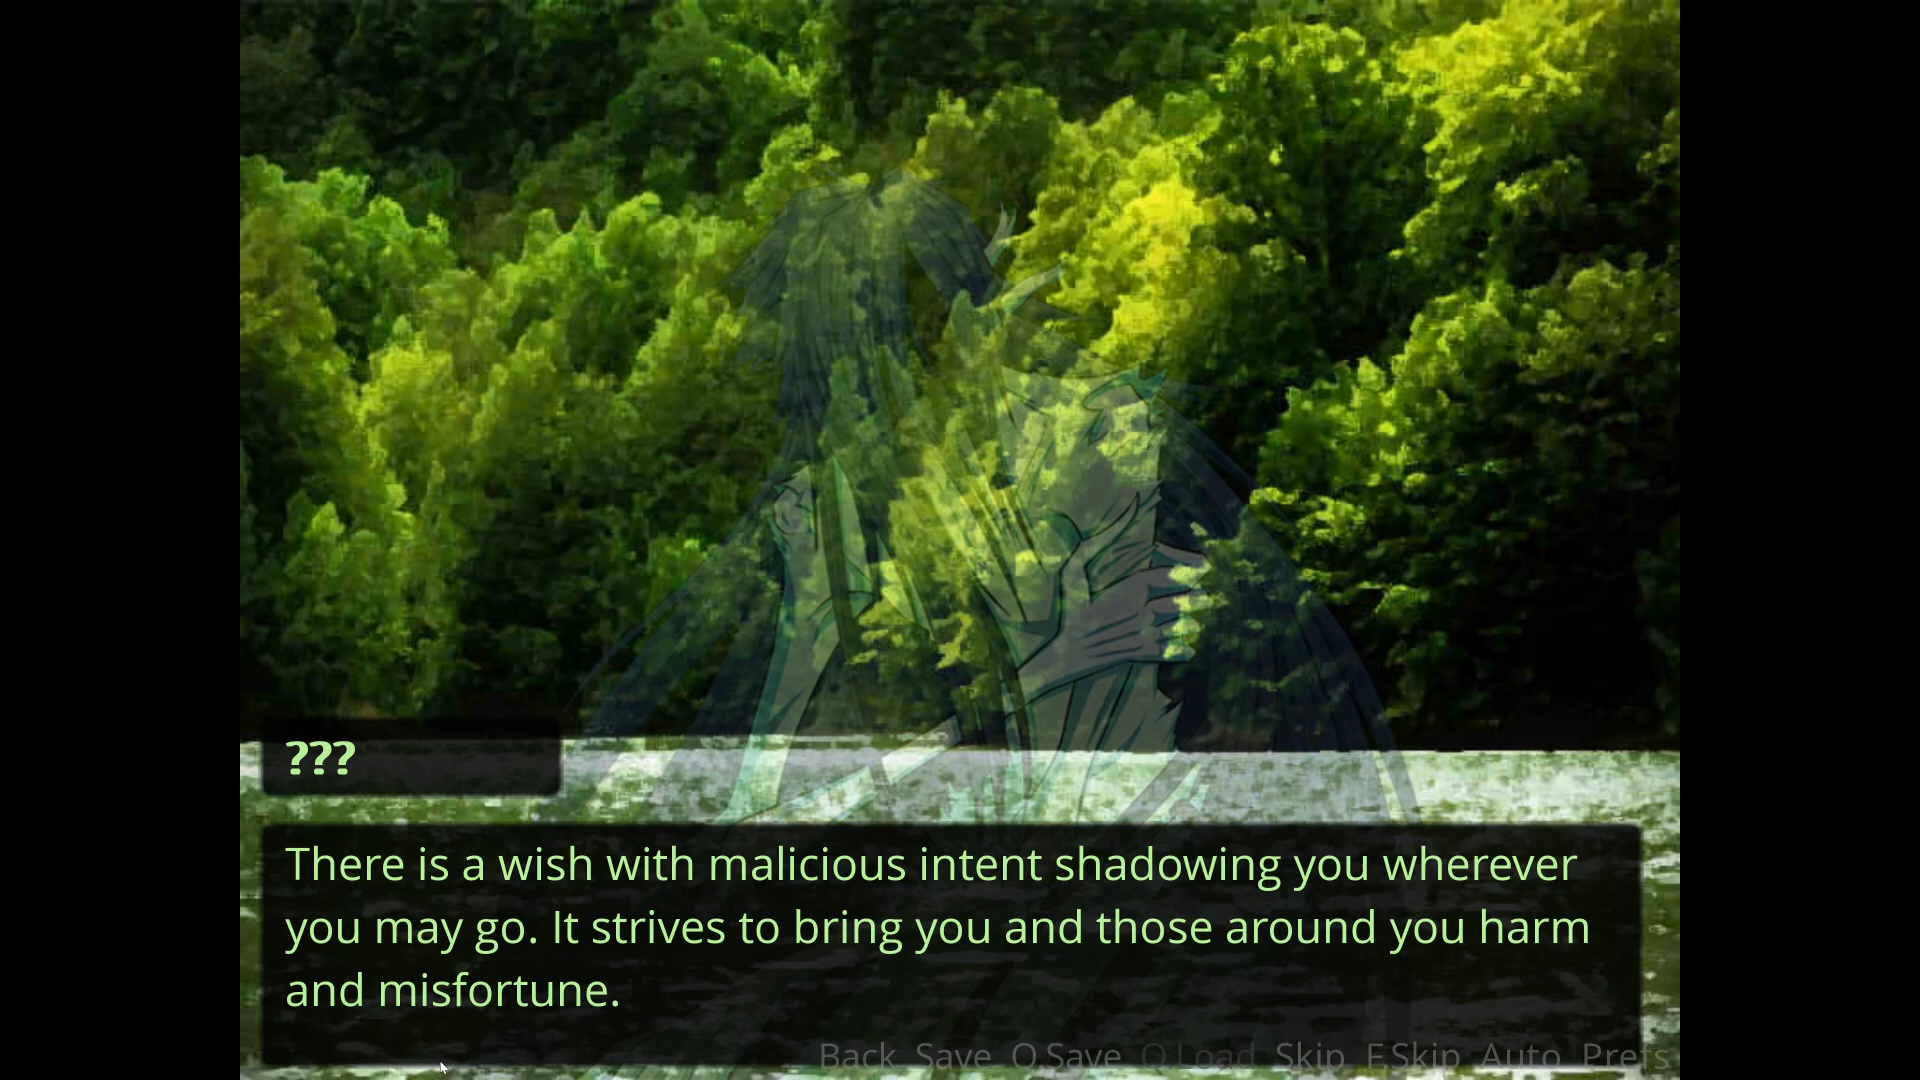 ???
There is a wish with malicious intent shadowing you wherever
you may go. It strives to bring you and those around you harm
and misfortune.
Back Save Q.Save Q.Load Skip F.Skip Auto Prefs